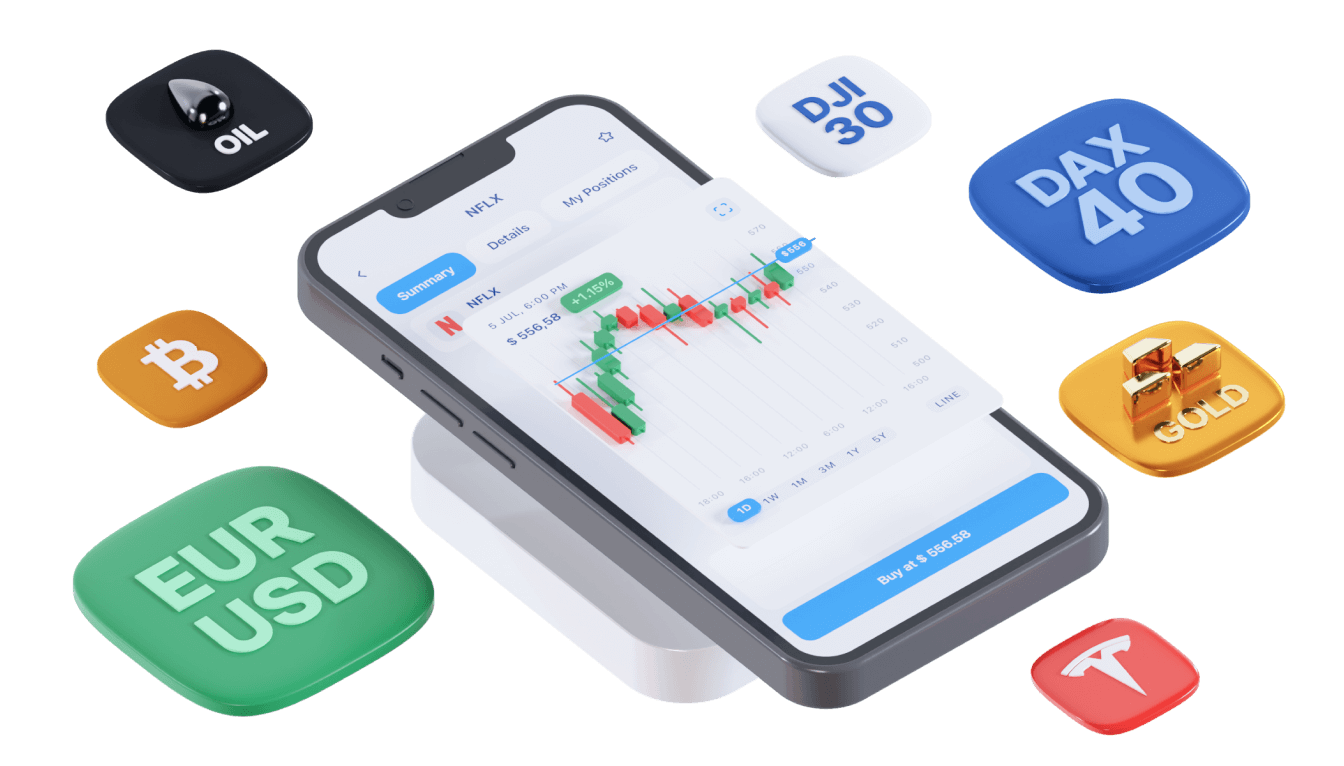 OIL
DJI
30
DAX
40
NFLX
Summary
Details
My Positions
NFLX
5 JUL, 6:00 PM
$ 556,58
+1.15%
570
$556
550
540
530
520
510
500
18:00
18:00
12:00
6:00
12:00
16:00
LINE
1D
1W
1M
3M
1Y
5Y
Buy at $ 556.58
GOLD
EUR
USD